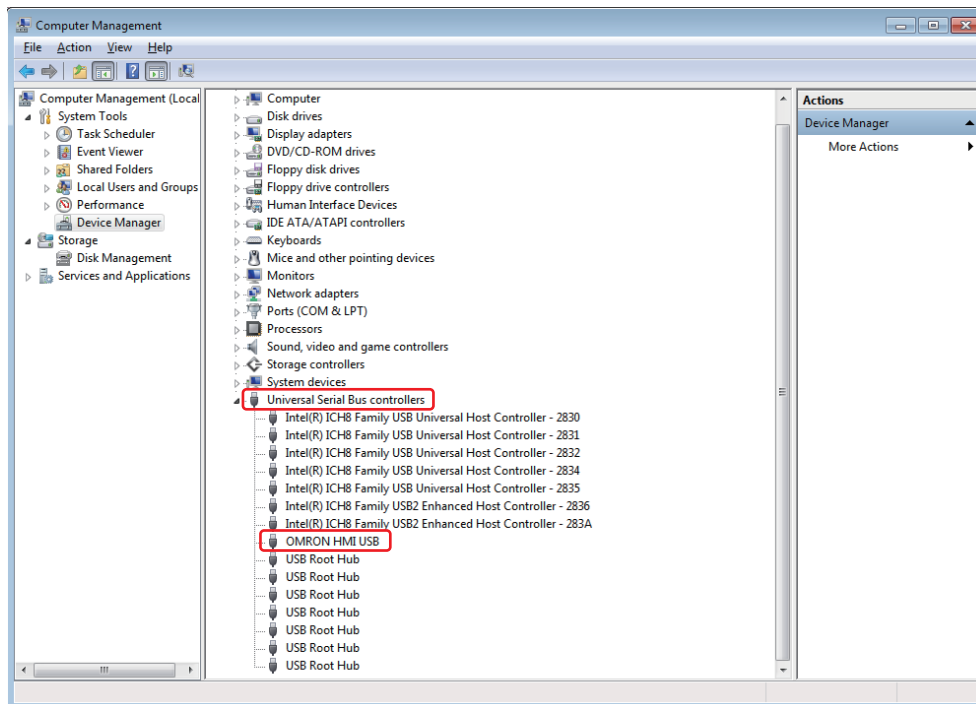 Computer Management
File Action View Help
Computer Management (Local
System Tools
Task Scheduler
Event Viewer
Shared Folders
Local Users and Groups
Performance
Device Manager
Storage
Disk Management
Services and Applications
Computer
Disk drives
Display adapters
DVD/CD-ROM drives
Floppy disk drives
Floppy drive controllers
Human Interface Devices
IDE ATA/ATAPI controllers
Keyboards
Mice and other pointing devices
Monitors
Network adapters
Ports (COM & LPT)
Processors
Sound, video and game controllers
Storage controllers
System devices
Universal Serial Bus controllers
Intel(R) ICH8 Family USB Universal Host Controller - 2830
Intel(R) ICH8 Family USB Universal Host Controller - 2831
Intel(R) ICH8 Family USB Universal Host Controller - 2832
Intel(R) ICH8 Family USB Universal Host Controller - 2834
Intel(R) ICH8 Family USB Universal Host Controller - 2835
Intel(R) ICH8 Family USB2 Enhanced Host Controller - 2836
Intel(R) ICH8 Family USB2 Enhanced Host Controller - 283A
OMRON HMI USB
USB Root Hub
USB Root Hub
USB Root Hub
USB Root Hub
USB Root Hub
USB Root Hub
USB Root Hub
Actions
Device Manager
More Actions